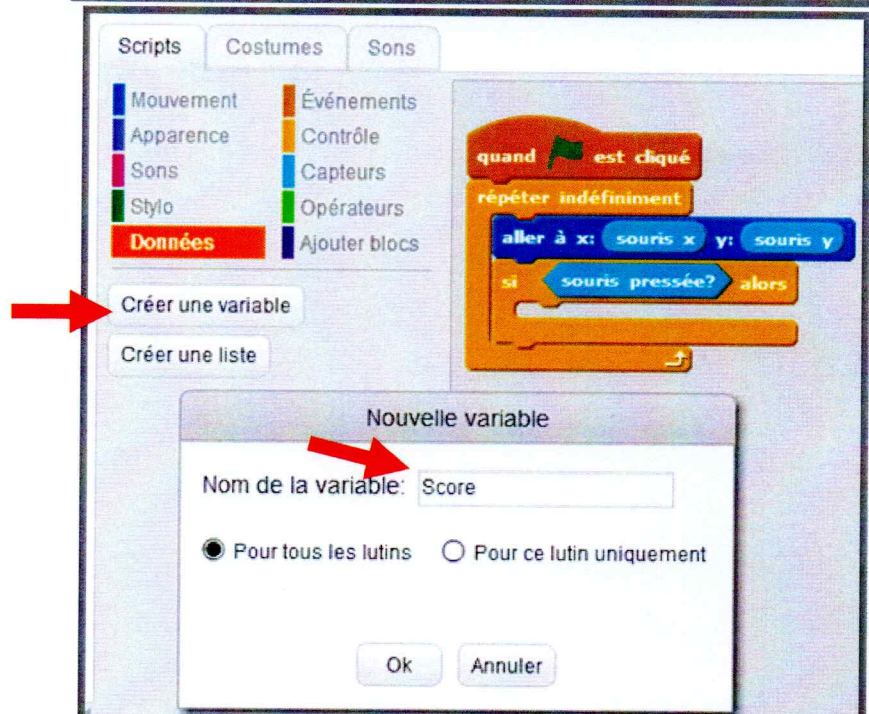 Scripts Costumes Sons
Mouvement Événements
Apparence Contrôle
Sons Capteurs
Stylo Opérateurs
Données Ajouter blocs
Créer une variable
Créer une liste
quand est cliqué
répéter indéfiniment
aller à x: souris x y: souris y
si souris pressée? alors
Nouvelle variable
Nom de la variable: Score
Pour tous les lutins Pour ce lutin uniquement
Ok Annuler